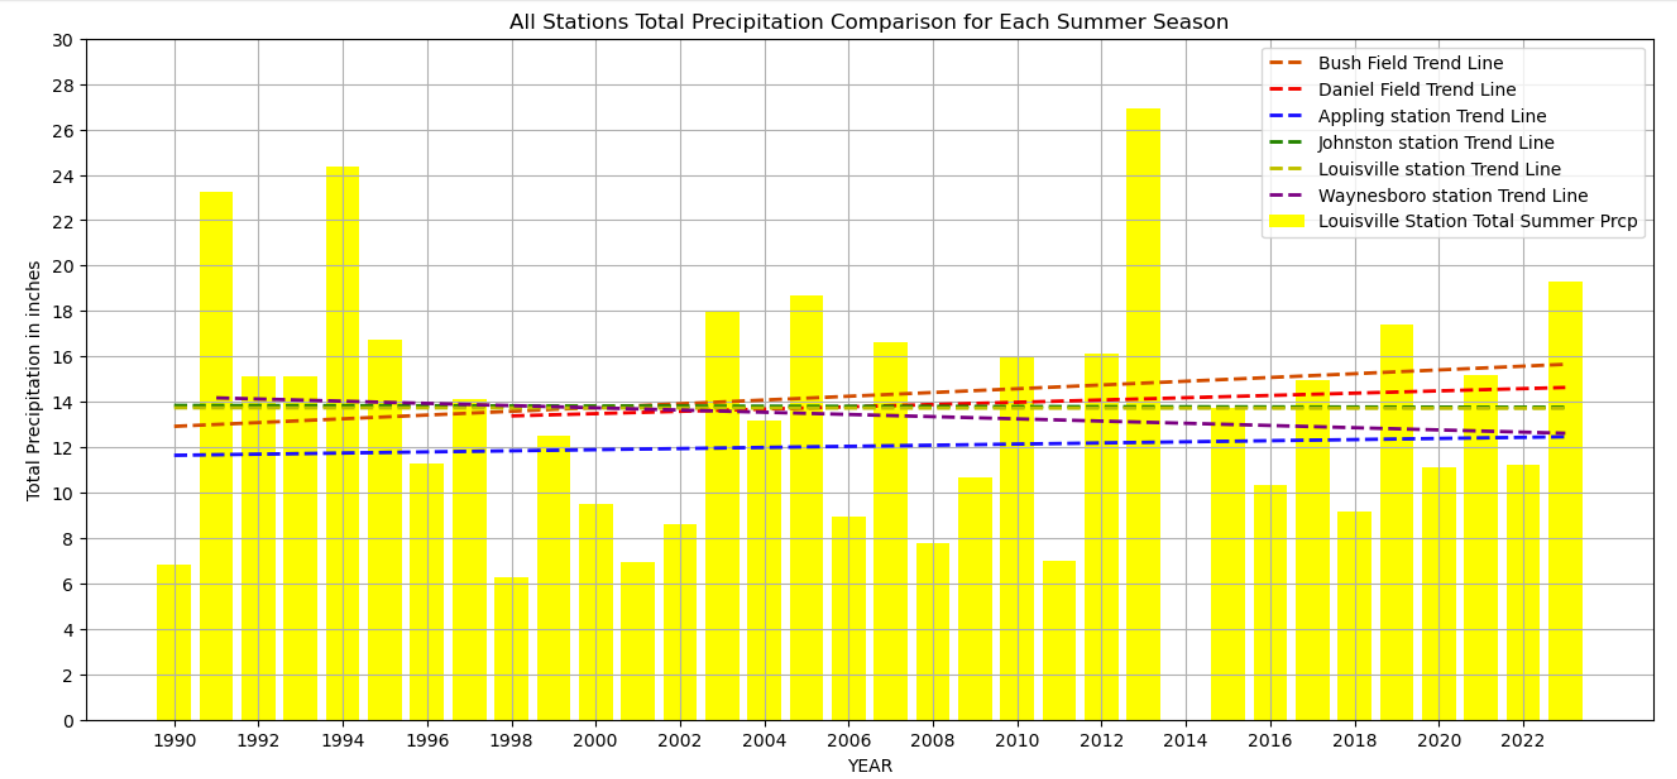 All Stations Total Precipitation Comparison for Each Summer Season
Total Precipitation in inches
30
28
26
24
22
20
18
16
14
12
10
8
6
4
2
0
Bush Field Trend Line
Daniel Field Trend Line
Appling station Trend Line
Johnston station Trend Line
Louisville station Trend Line
Waynesboro station Trend Line
Louisville Station Total Summer Prcp
1990 1992 1994 1996 1998 2000 2002 2004 2006 2008 2010 2012 2014 2016 2018 2020 2022
YEAR